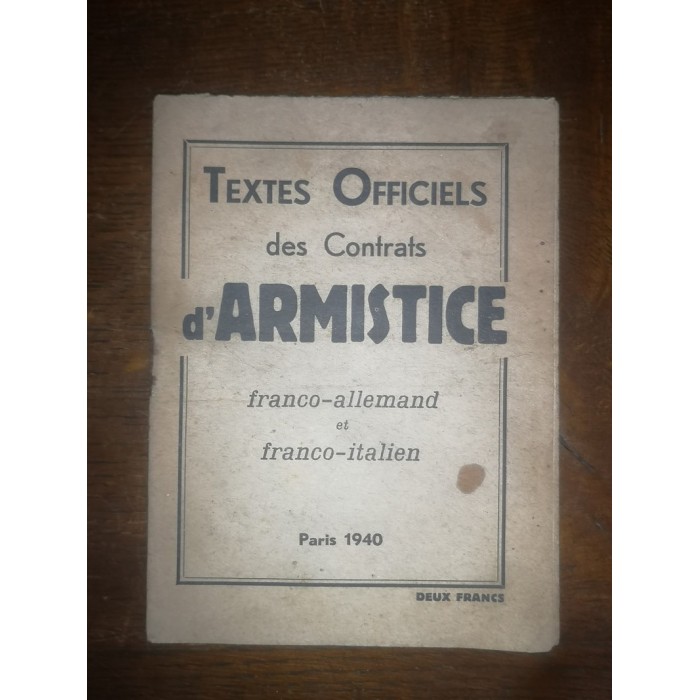 TEXTES OFFICIELS
des Contrats
d'ARMISTICE
franco-allemand
et
franco-italien
Paris 1940
DEUX FRANCS